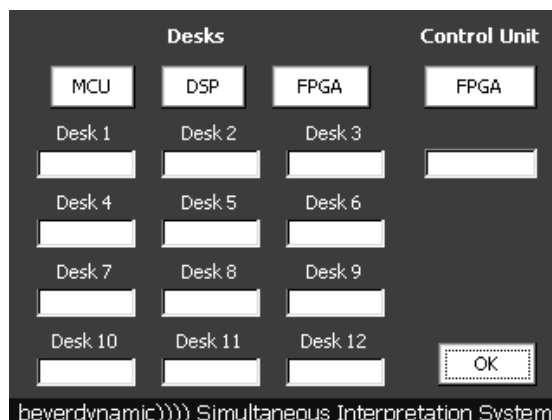 Desks Control Unit
MCU DSP FPGA FPGA
Desk 1 Desk 2 Desk 3
Desk 4 Desk 5 Desk 6
Desk 7 Desk 8 Desk 9
Desk 10 Desk 11 Desk 12
OK
beyerdynamic)))) Simultaneous Interpretation System